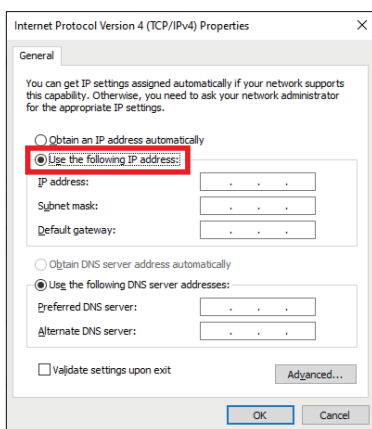 Internet Protocol Version 4 (TCP/IPv4) Properties
General
You can get IP settings assigned automatically if your network supports
this capability. Otherwise, you need to ask your network administrator
for the appropriate IP settings.
Obtain an IP address automatically
Use the following IP address:
IP address:
Subnet mask:
Default gateway:
Obtain DNS server address automatically
Use the following DNS server addresses:
Preferred DNS server:
Alternate DNS server:
Validate settings upon exit
Advanced...
OK Cancel